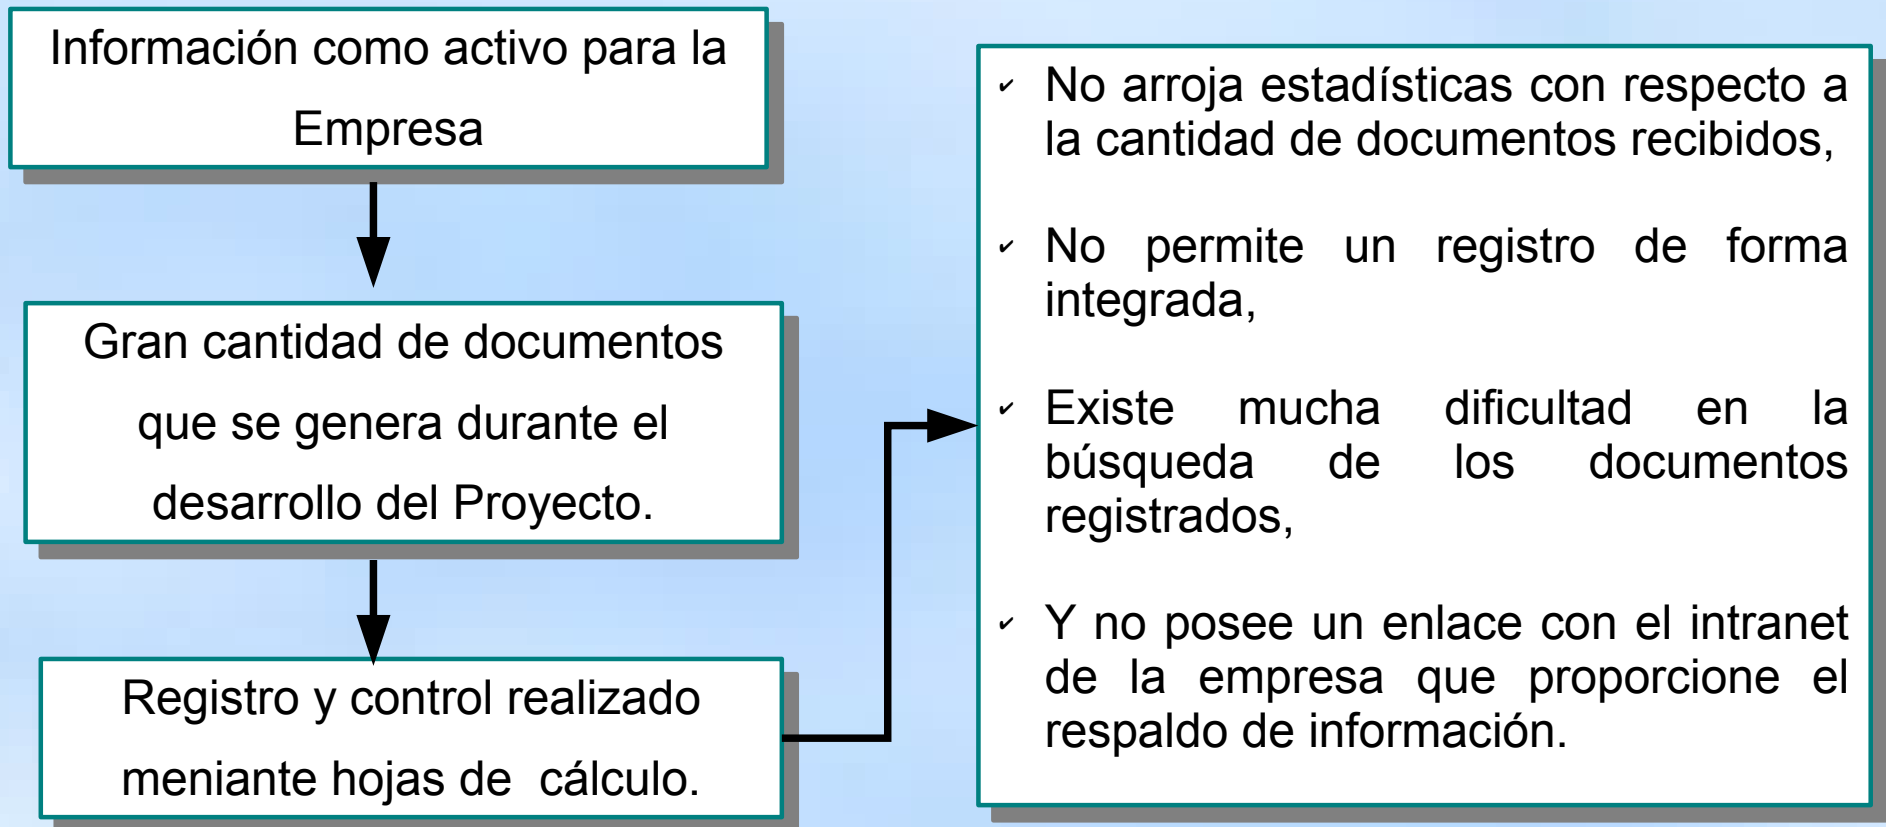 Información como activo para la
Empresa
Gran cantidad de documentos
que se genera durante el
desarrollo del Proyecto.
Registro y control realizado
meniante hojas de cálculo.
✔ No arroja estadísticas con respecto a
la cantidad de documentos recibidos,
✔ No permite un registro de forma
integrada,
✔ Existe mucha dificultad en la
búsqueda de los documentos
registrados,
✔ Y no posee un enlace con el intranet
de la empresa que proporcione el
respaldo de información.